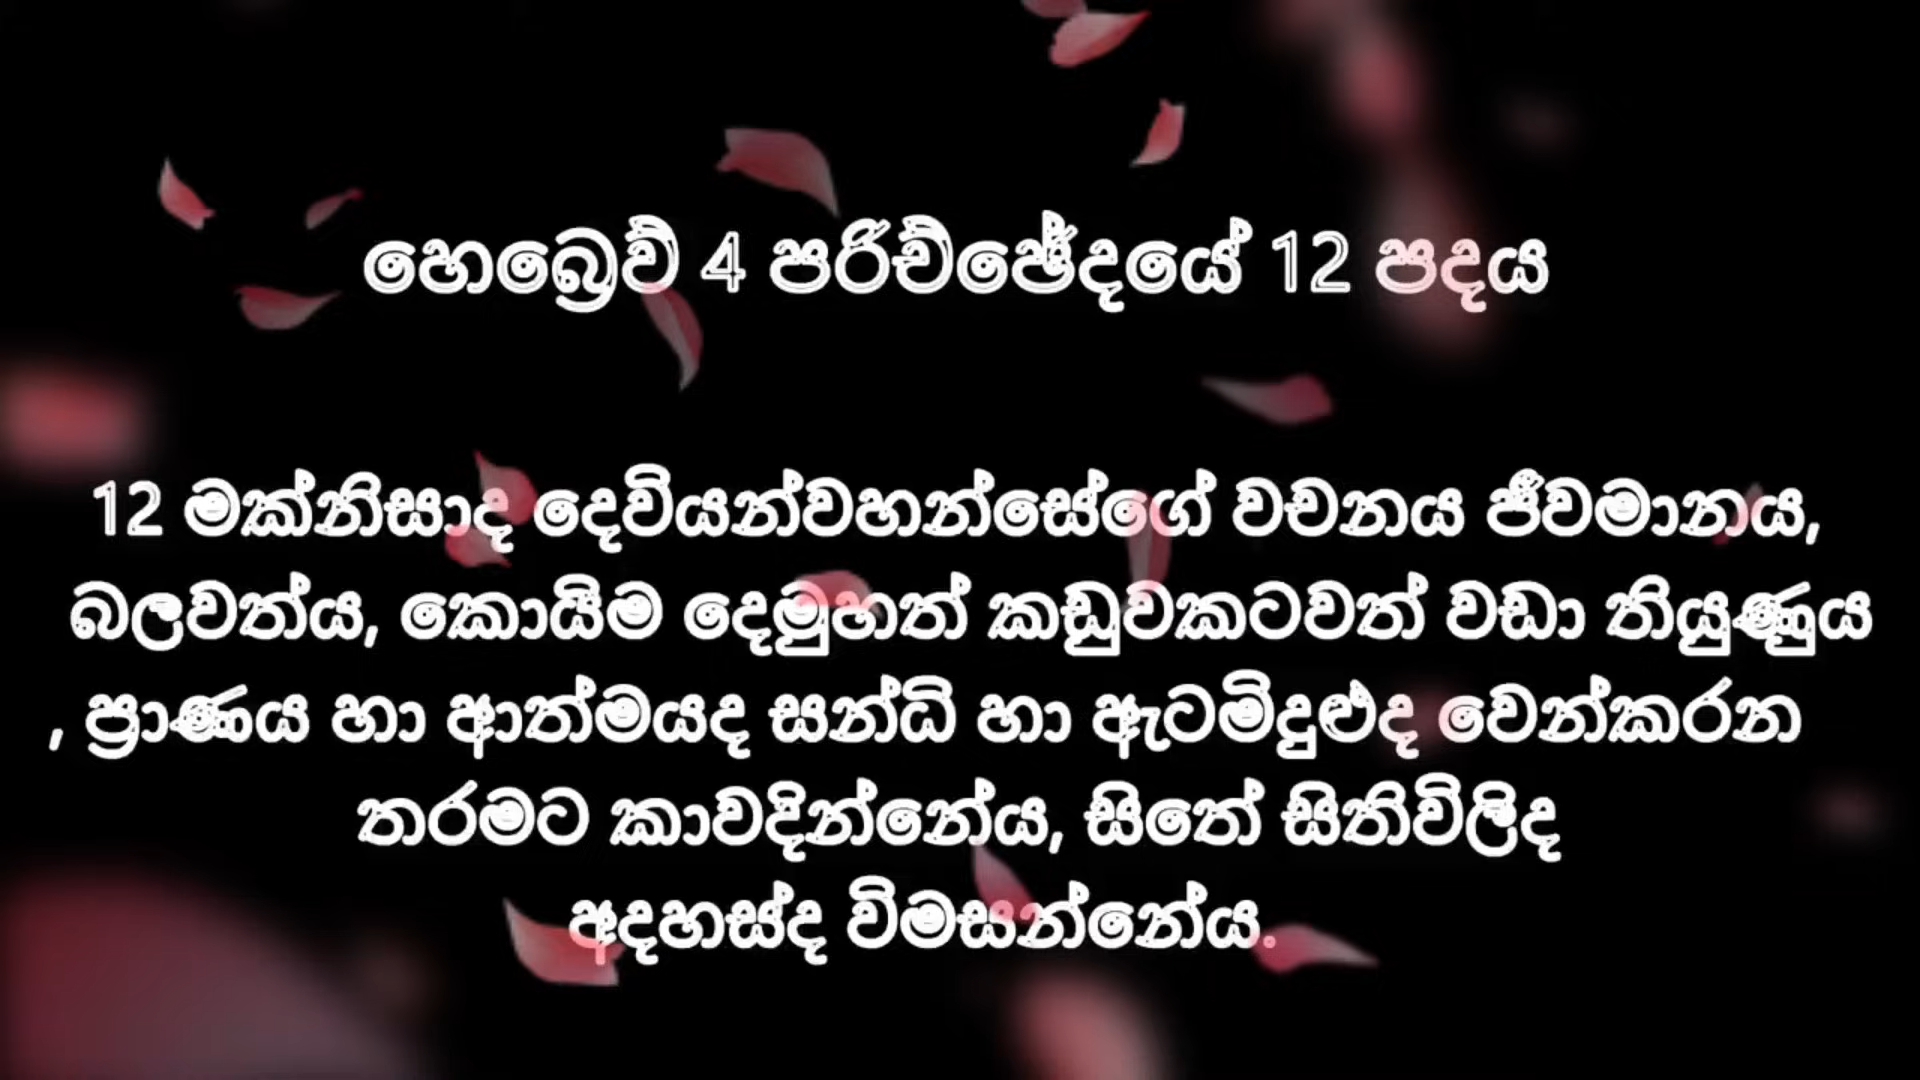 හෙබ්‍රෙව් 4 පරිච්ඡේදයේ 12 පදය
12 මක්නිසාද දෙවියන්වහන්සේගේ වචනය ජීවමානය,
බලවත්ය, කොයිම දෙමුහත් කඩුවකටවත් වඩා තියුණුය
, ප්‍රාණය හා ආත්මයද සන්ධි හා ඇටමිදුළුද වෙන්කරන
තරමට කාවදින්නේය, සිතේ සිතිවිලිද
අදහස්ද විමසන්නේය.